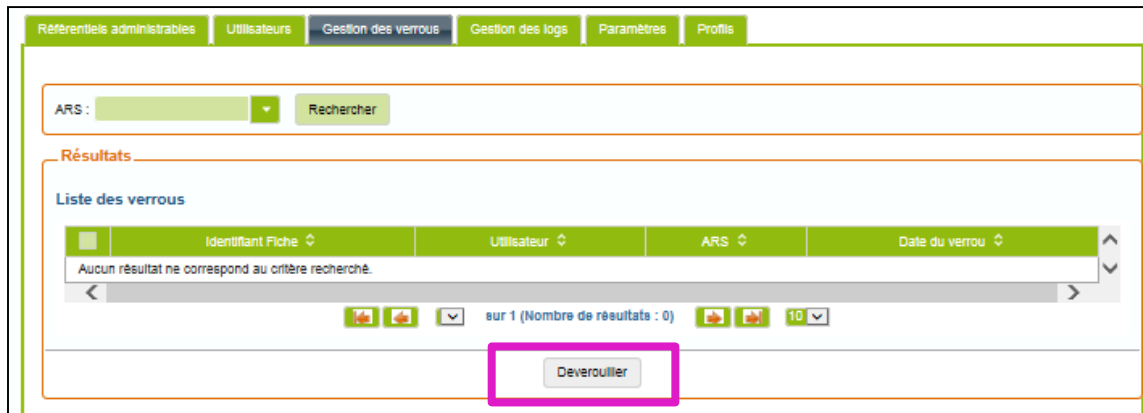 Référentiels administrables Utilisateurs Gestion des verrous Gestion des logs Paramètres Profils
ARS : Rechercher
Résultats
Liste des verrous
Identifiant Fiche Utilisateur ARS Date du verrou
Aucun résultat ne correspond au critère recherché.
sur 1 (Nombre de résultats : 0) 10
Deverouiller